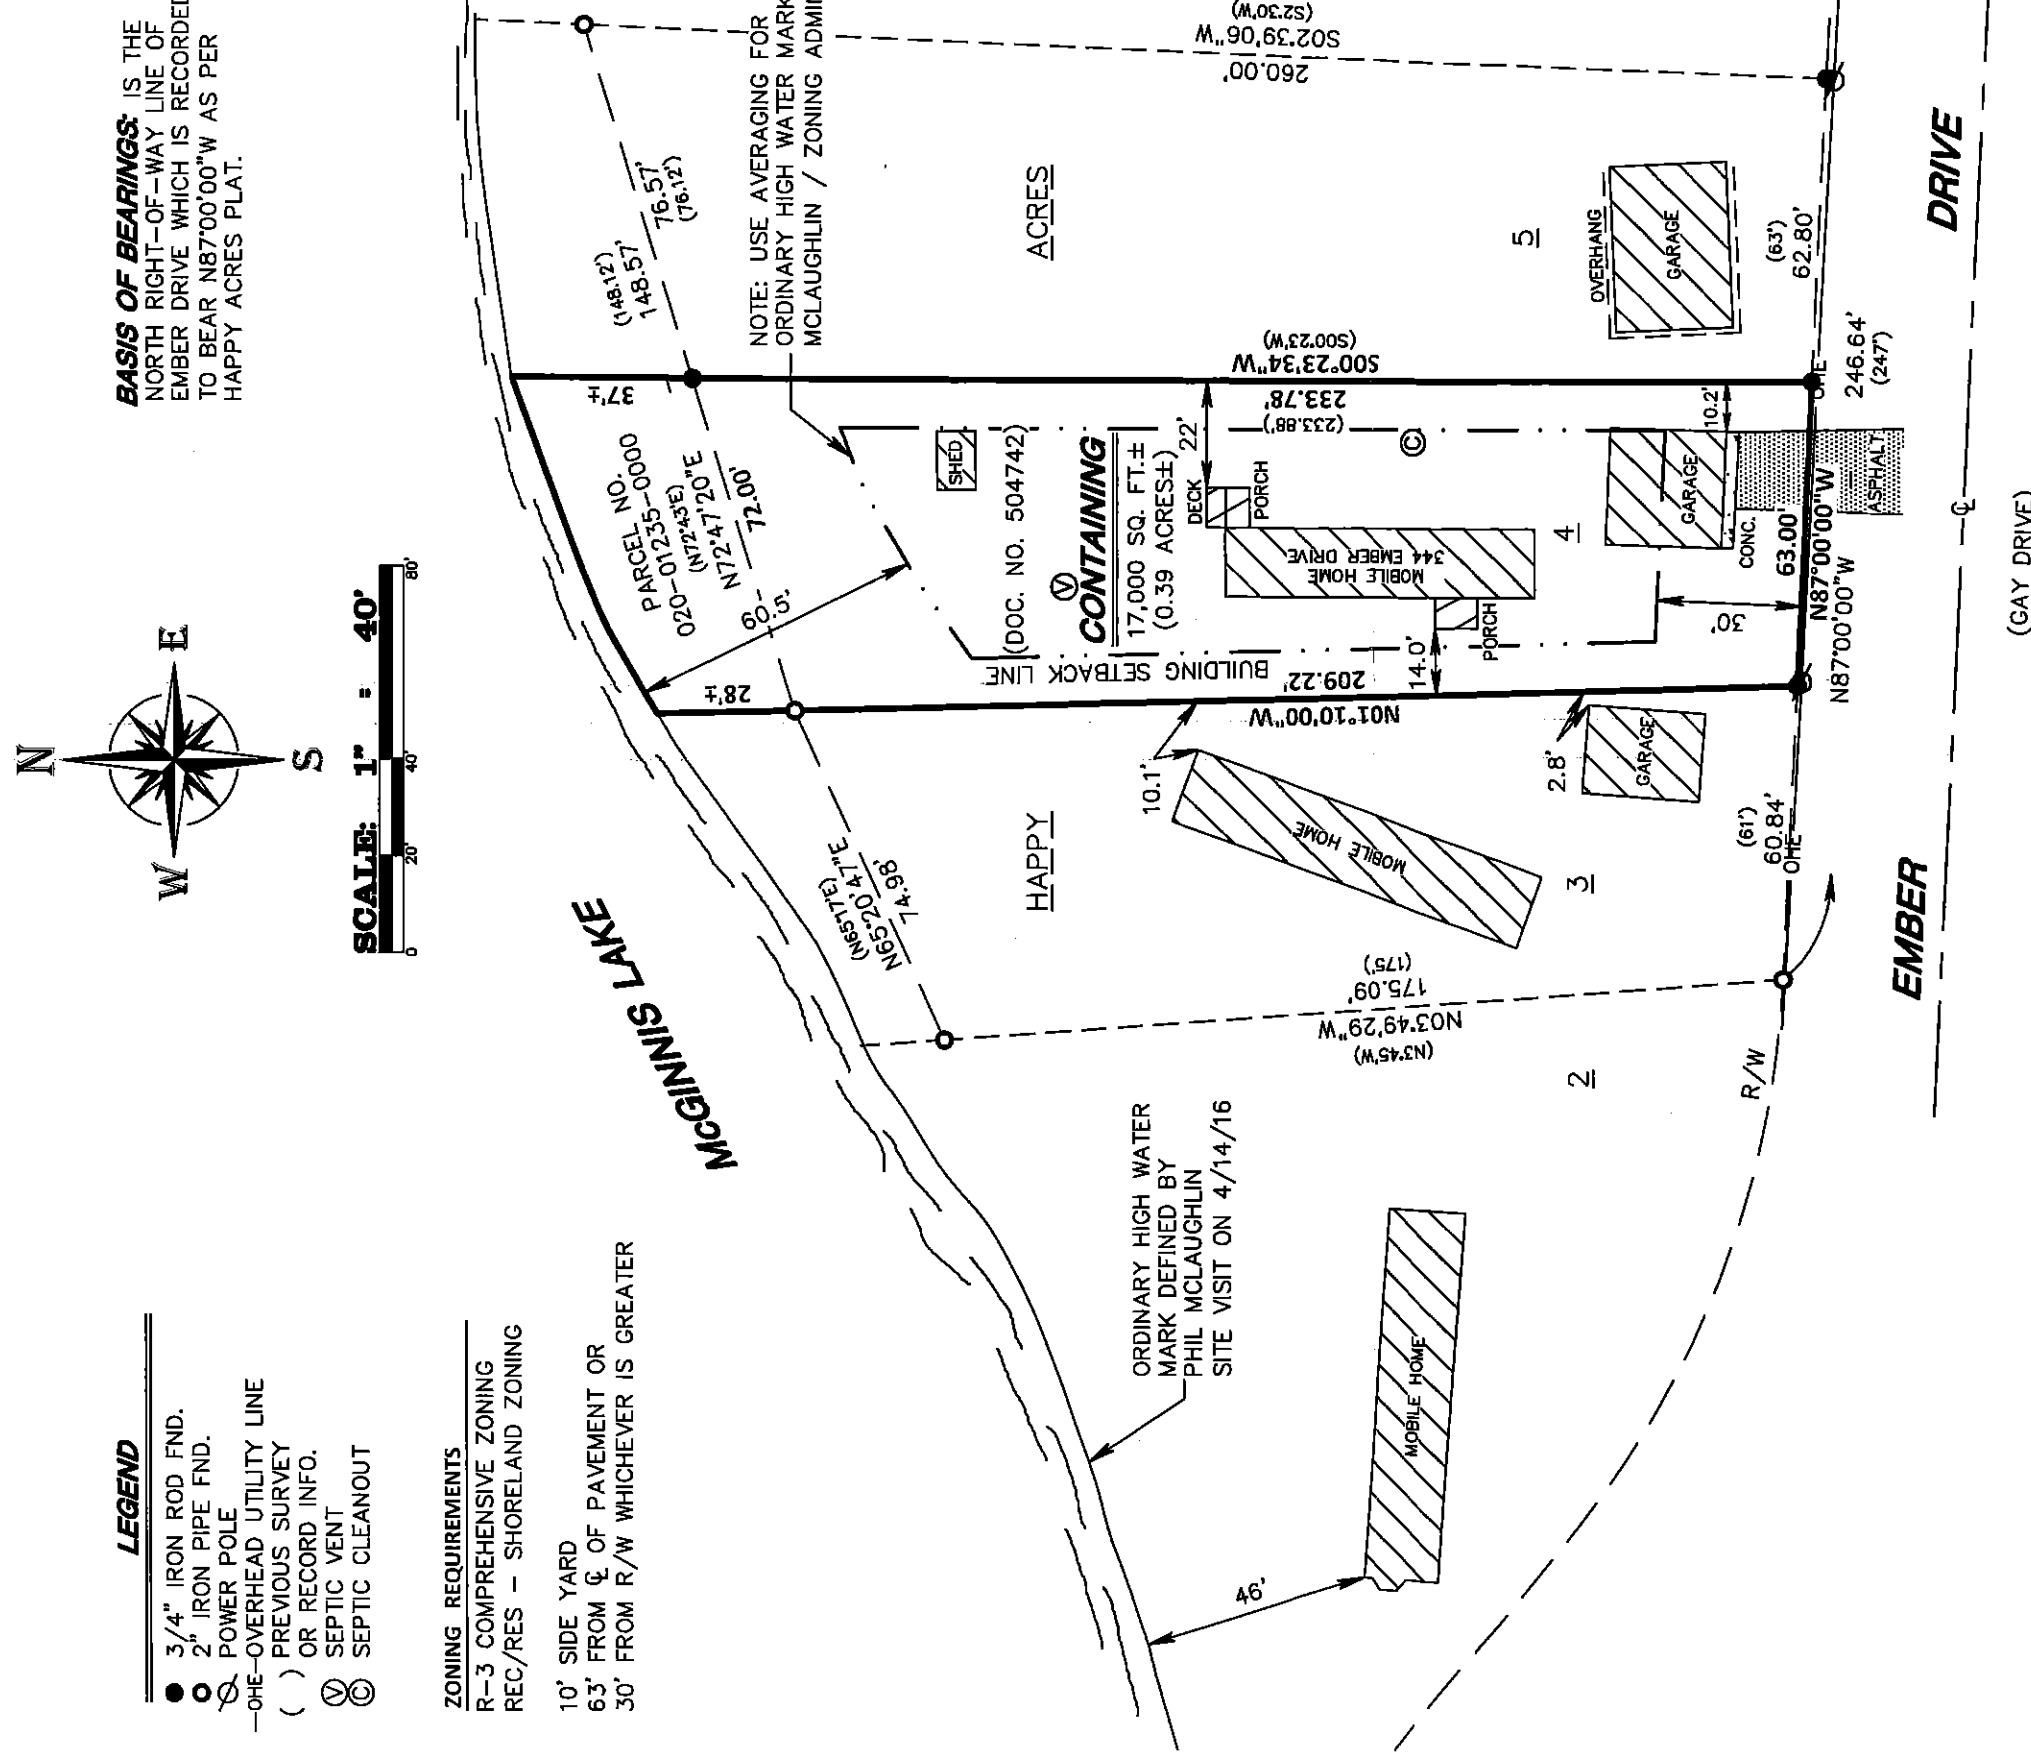 LEGEND
3/4" IRON ROD FND.
2" IRON PIPE FND.
POWER POLE
—OHE—OVERHEAD UTILITY LINE
( ) PREVIOUS SURVEY
OR RECORD INFO.
Ⓥ SEPTIC VENT
Ⓒ SEPTIC CLEANOUT
ZONING REQUIREMENTS
R-3 COMPREHENSIVE ZONING
REC/RES - SHORELAND ZONING
10' SIDE YARD
63' FROM ℄ OF PAVEMENT OR
30' FROM R/W WHICHEVER IS GREATER
N
E
S
W
SCALE: 1" = 40'
0 20' 40' 80'
BASIS OF BEARINGS: IS THE
NORTH RIGHT-OF-WAY LINE OF
EMBER DRIVE WHICH IS RECORDED
TO BEAR N87°00'00"W AS PER
HAPPY ACRES PLAT.
MCGINNIS LAKE
NOTE: USE AVERAGING FOR
ORDINARY HIGH WATER MARK
MCLAUGHLIN / ZONING ADMI
ORDINARY HIGH WATER
MARK DEFINED BY
PHIL MCLAUGHLIN
SITE VISIT ON 4/14/16
46'
MOBILE HOME
2
R/W
(N3°45'W)
N03°49'29"W
175.09'
(175')
(N65°17'E)
N65°20'47"E
74.98'
HAPPY
10.1'
MOBILE HOME
3
2.8'
GARAGE
(61')
60.84'
OHE
28'±
N01°10'00"W
209.22'
60.5'
PARCEL NO.
020-01235-0000
(N72°43'E)
N72°47'20"E
72.00'
37'±
BUILDING SETBACK LINE
(DOC. NO. 504742)
Ⓥ
CONTAINING
17,000 SQ. FT.±
(0.39 ACRES±)
SHED
DECK
22'
PORCH
MOBILE HOME
344 EMBER DRIVE
PORCH
14.0'
4
Ⓒ
30'
GARAGE
10.2'
CONC.
ASPHALT
63.00'
N87°00'00"W
N87°00'00"W
S00°23'34"W
(S00°23'W)
233.78'
(233.88')
(148.12')
148.57'
76.57'
(76.12')
ACRES
5
OVERHANG
GARAGE
(63')
62.80'
OHE
246.64'
(247')
(S2°30'W)
S02°39'06"W
260.00'
EMBER
DRIVE
℄
(GAY DRIVE)